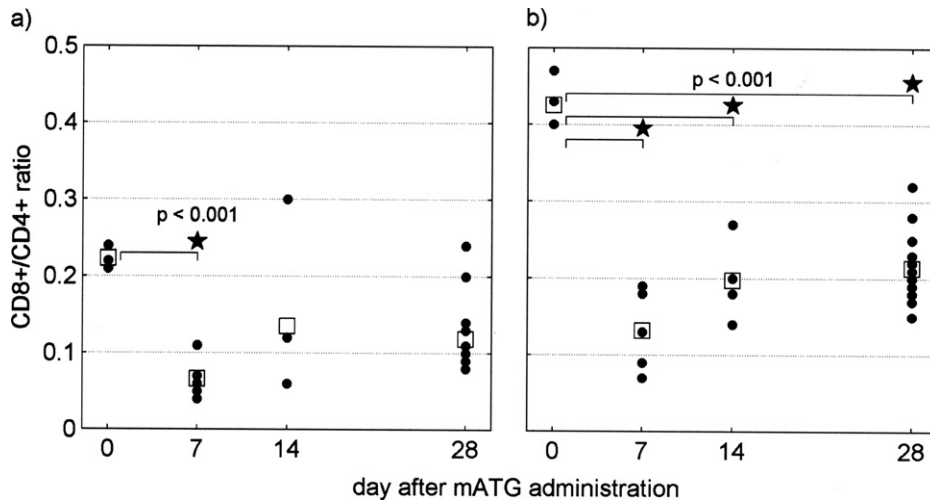 a)
b)
0.5
0.4
0.3
0.2
0.1
0
CD8+/CD4+ ratio
p < 0.001
p < 0.001
0 7 14 28
0 7 14 28
day after mATG administration